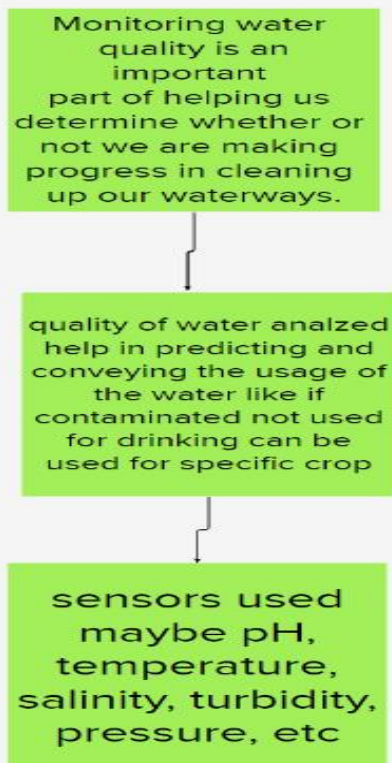 Monitoring water
quality is an
important
part of helping us
determine whether or
not we are making
progress in cleaning
up our waterways.
quality of water analzed
help in predicting and
conveying the usage of
the water like if
contaminated not used
for drinking can be
used for specific crop
sensors used
maybe pH,
temperature,
salinity, turbidity,
pressure, etc